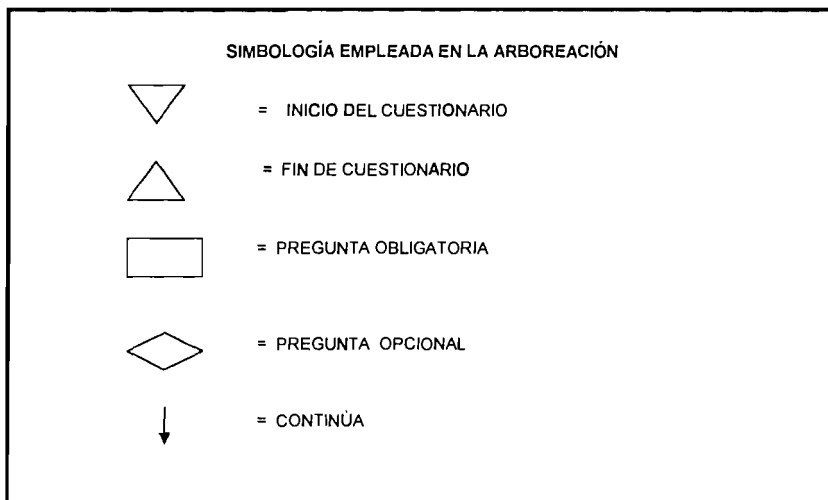 SIMBOLOGÍA EMPLEADA EN LA ARBOREACIÓN
= INICIO DEL CUESTIONARIO
= FIN DE CUESTIONARIO
= PREGUNTA OBLIGATORIA
= PREGUNTA OPCIONAL
= CONTINÙA